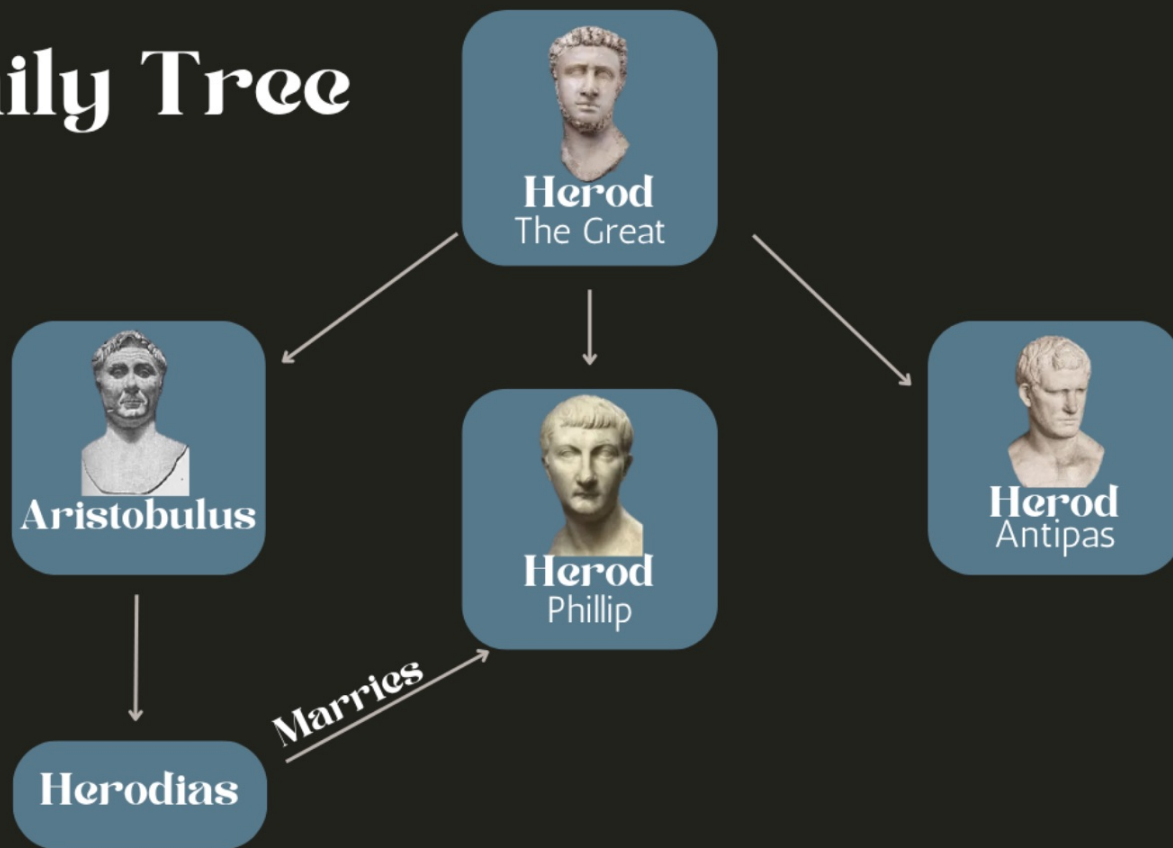 ily Tree
Herod
The Great
Aristobulus
Herod
Phillip
Herod
Antipas
Marries
Herodias